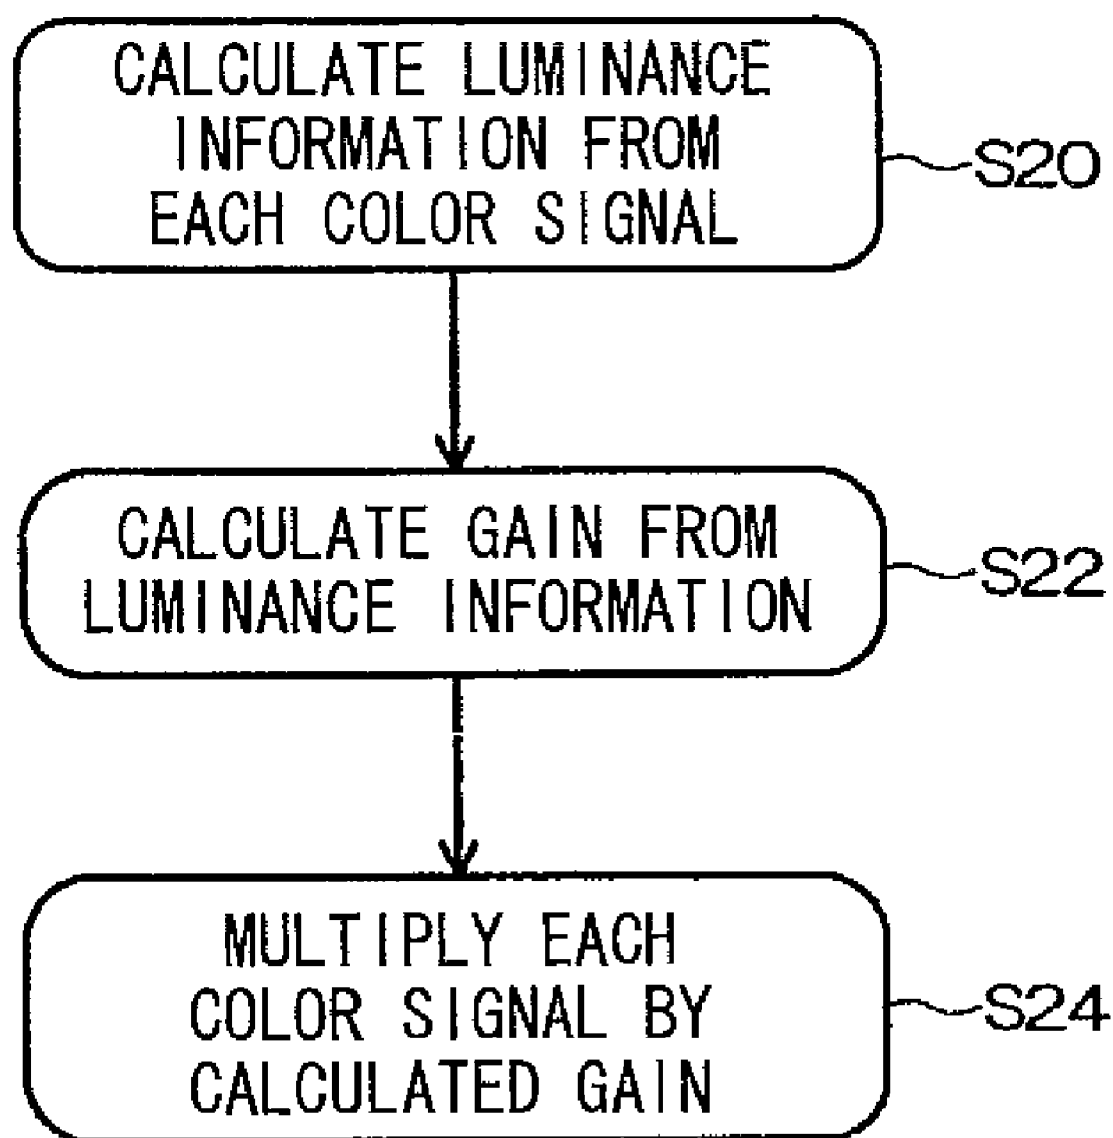 CALCULATE LUMINANCE
INFORMATION FROM
EACH COLOR SIGNAL
S20
CALCULATE GAIN FROM
LUMINANCE INFORMATION
S22
MULTIPLY EACH
COLOR SIGNAL BY
CALCULATED GAIN
S24